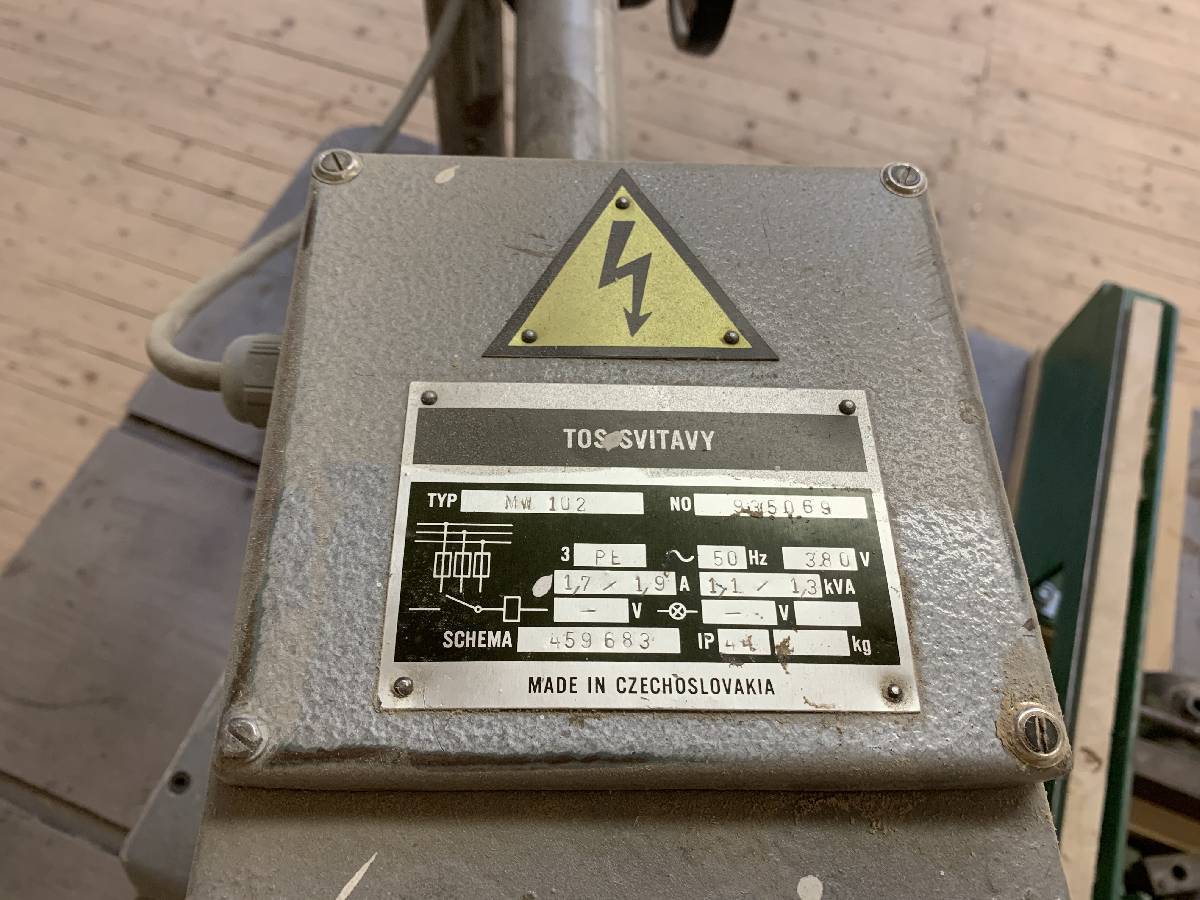 TOS SVITAVY
TYP MW 102 NO 935069
3 PE ~ 50 Hz 380 V
1,7 / 1,9 A 1,1 / 1,3 kVA
- V - V
SCHEMA 459683 IP 44 kg
MADE IN CZECHOSLOVAKIA